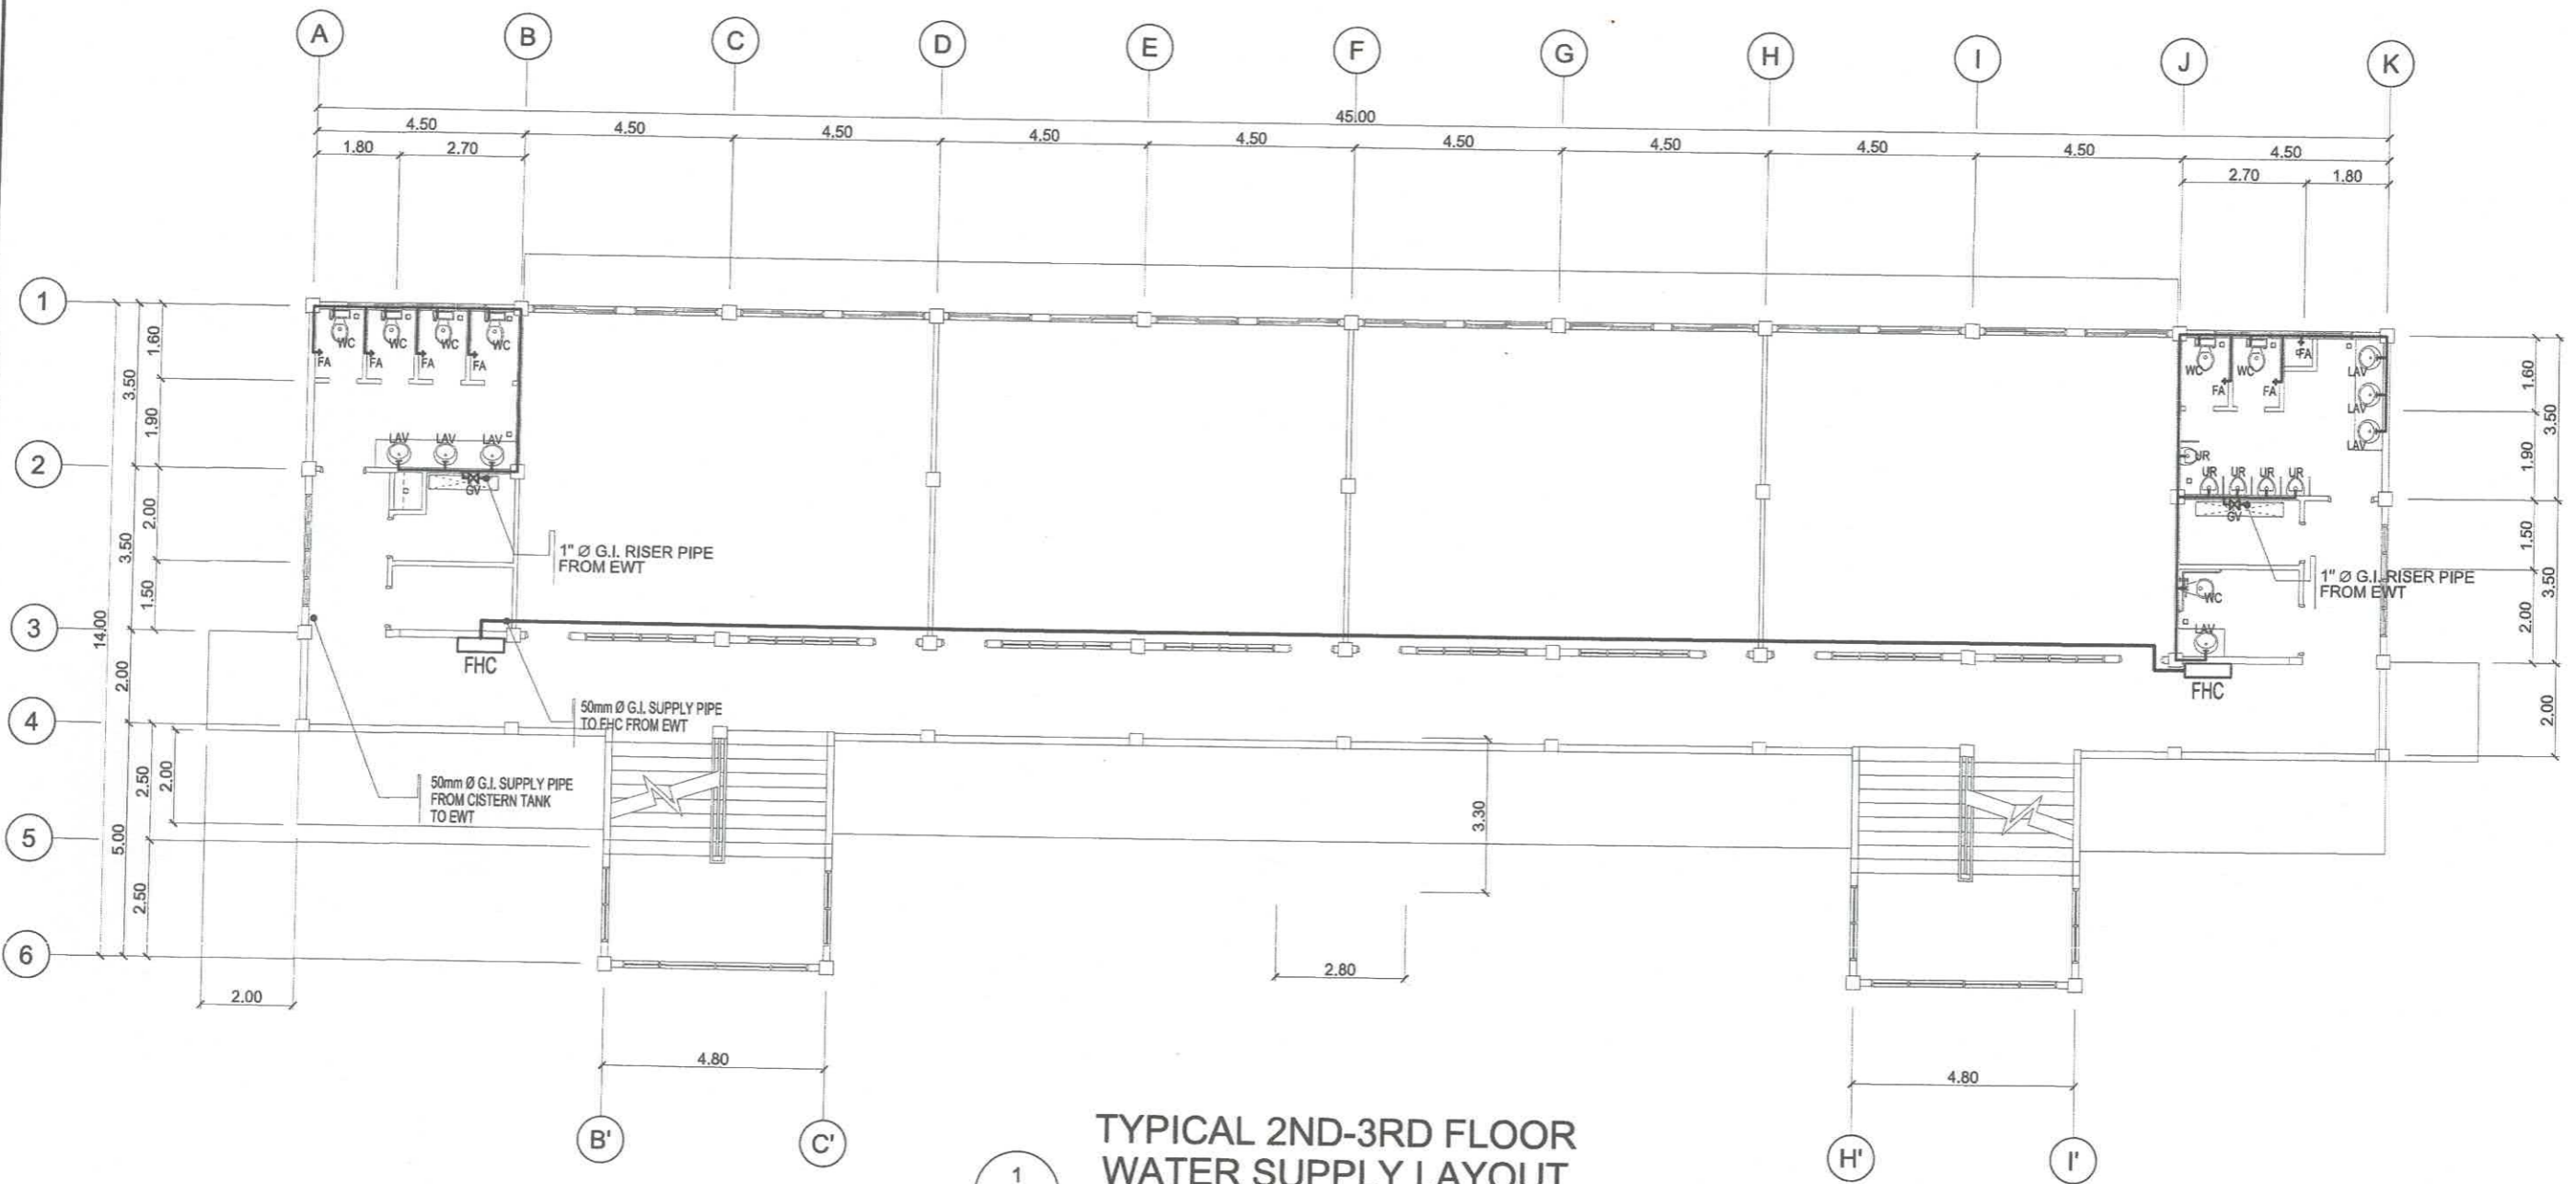 A B C D E F G H I J K
45.00
4.50 4.50 4.50 4.50 4.50 4.50 4.50 4.50 4.50 4.50
1.80 2.70 2.70 1.80
1
WC WC WC WC
FA FA FA FA
WC WC FA
FA FA
LAV
LAV
LAV
1.60
3.50
1.90
1.60
3.50
1.90
2
LAV LAV LAV
GV
UR
UR UR UR UR
GV
2.00
3.50
1.50
1.50
3.50
2.00
1" Ø G.I. RISER PIPE
FROM EWT
1" Ø G.I. RISER PIPE
FROM EWT
WC
LAV
14.00
3
FHC
FHC
2.00
2.00
50mm Ø G.I. SUPPLY PIPE
TO FHC FROM EWT
4
50mm Ø G.I. SUPPLY PIPE
FROM CISTERN TANK
TO EWT
2.50
2.00
3.30
5
5.00
2.50
6
2.00
2.80
4.80
4.80
B' C' H' I'
TYPICAL 2ND-3RD FLOOR
WATER SUPPLY LAYOUT
1